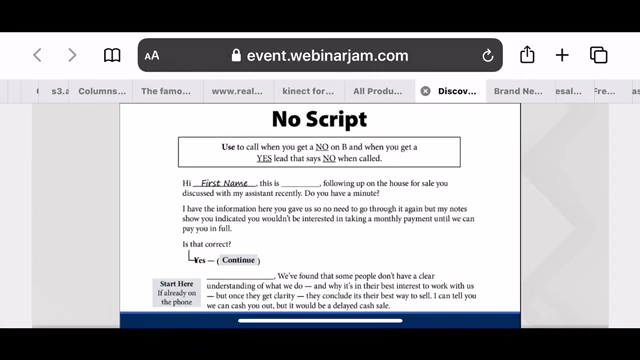 AA event.webinarjam.com
s3.a Columns... The famo... www.real... kinect for... All Produ... Discov... Brand Ne... esal... Fre...
No Script
Use to call when you get a NO on B and when you get a
YES lead that says NO when called.
Hi First Name, this is _________, following up on the house for sale you
discussed with my assistant recently. Do you have a minute?
I have the information here you gave us so no need to go through it again but my notes
show you indicated you wouldn't be interested in taking a monthly payment until we can
pay you in full.
Is that correct?
Yes — ( Continue )
Start Here
If already on
the phone
_______________, We've found that some people don't have a clear
understanding of what we do — and why it's in their best interest to work with us
— but once they get clarity — they conclude its their best way to sell. I can tell you
we can cash you out, but it would be a delayed cash sale.